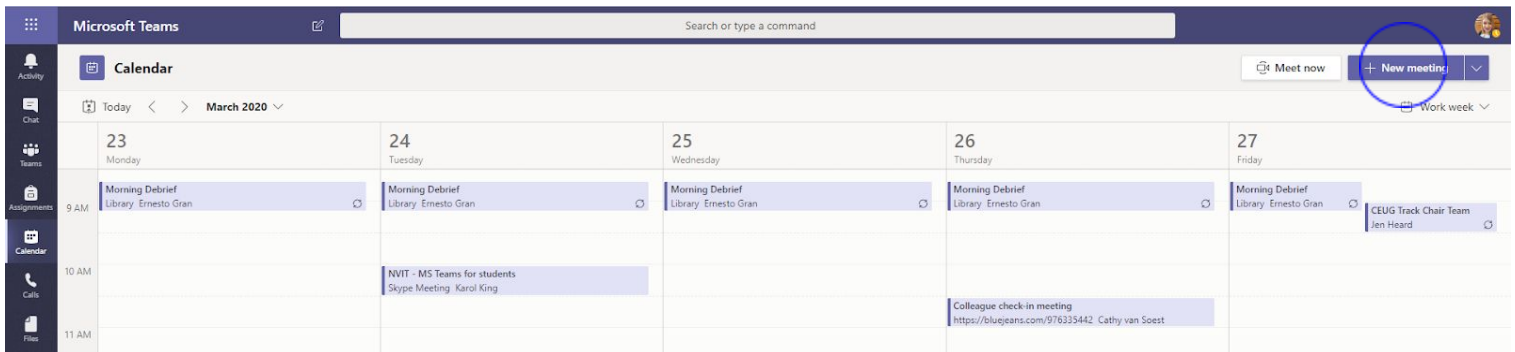 Microsoft Teams
Search or type a command
Activity
Chat
Teams
Assignments
Calendar
Calls
Files
Calendar
Meet now
+ New meeting
Today < > March 2020
Work week
23
Monday
24
Tuesday
25
Wednesday
26
Thursday
27
Friday
9 AM
10 AM
11 AM
Morning Debrief
Library Ernesto Gran
Morning Debrief
Library Ernesto Gran
NVIT - MS Teams for students
Skype Meeting Karol King
Morning Debrief
Library Ernesto Gran
Morning Debrief
Library Ernesto Gran
Colleague check-in meeting
https://bluejeans.com/976335442 Cathy van Soest
Morning Debrief
Library Ernesto Gran
CEUG Track Chair Team
Jen Heard